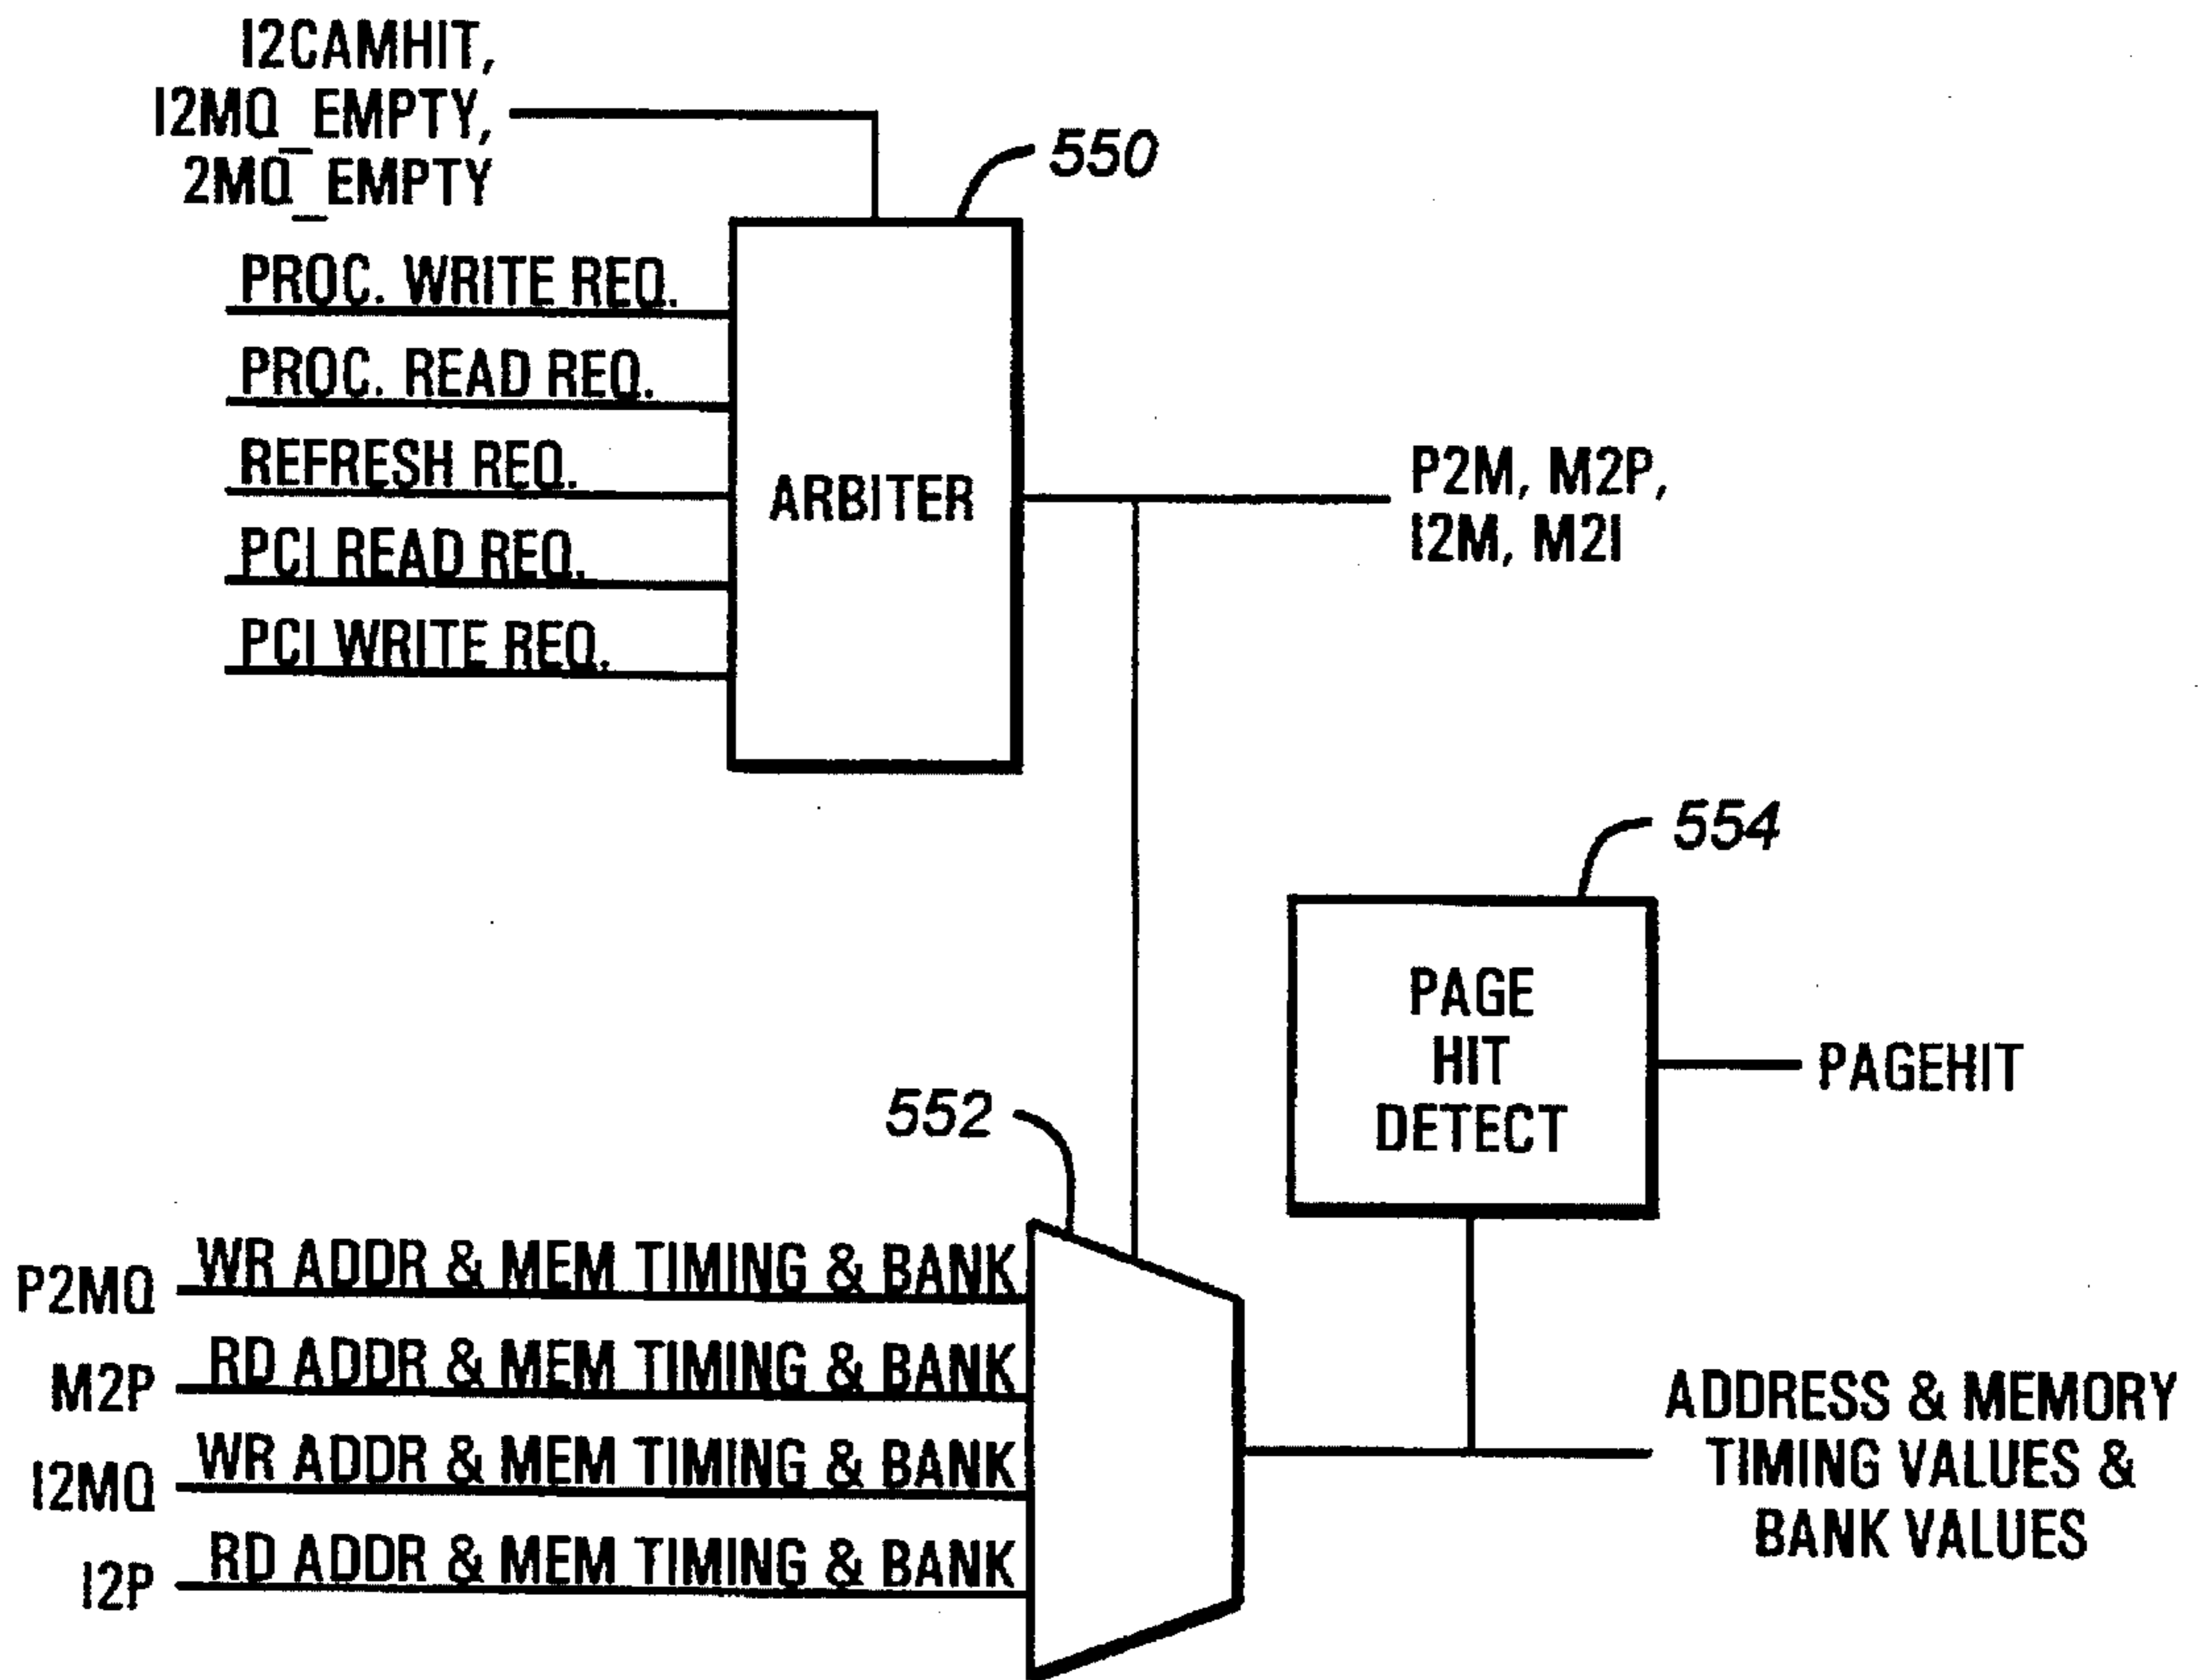 I2CAMHIT,
I2MQ_EMPTY,
2MQ_EMPTY
550
PROC. WRITE REQ.
PROC. READ REQ.
REFRESH REQ.
PCI READ REQ.
PCI WRITE REQ.
ARBITER
P2M, M2P,
I2M, M2I
554
PAGE
HIT
DETECT
PAGEHIT
552
P2MQ WR ADDR & MEM TIMING & BANK
M2P RD ADDR & MEM TIMING & BANK
I2MQ WR ADDR & MEM TIMING & BANK
I2P RD ADDR & MEM TIMING & BANK
ADDRESS & MEMORY
TIMING VALUES &
BANK VALUES